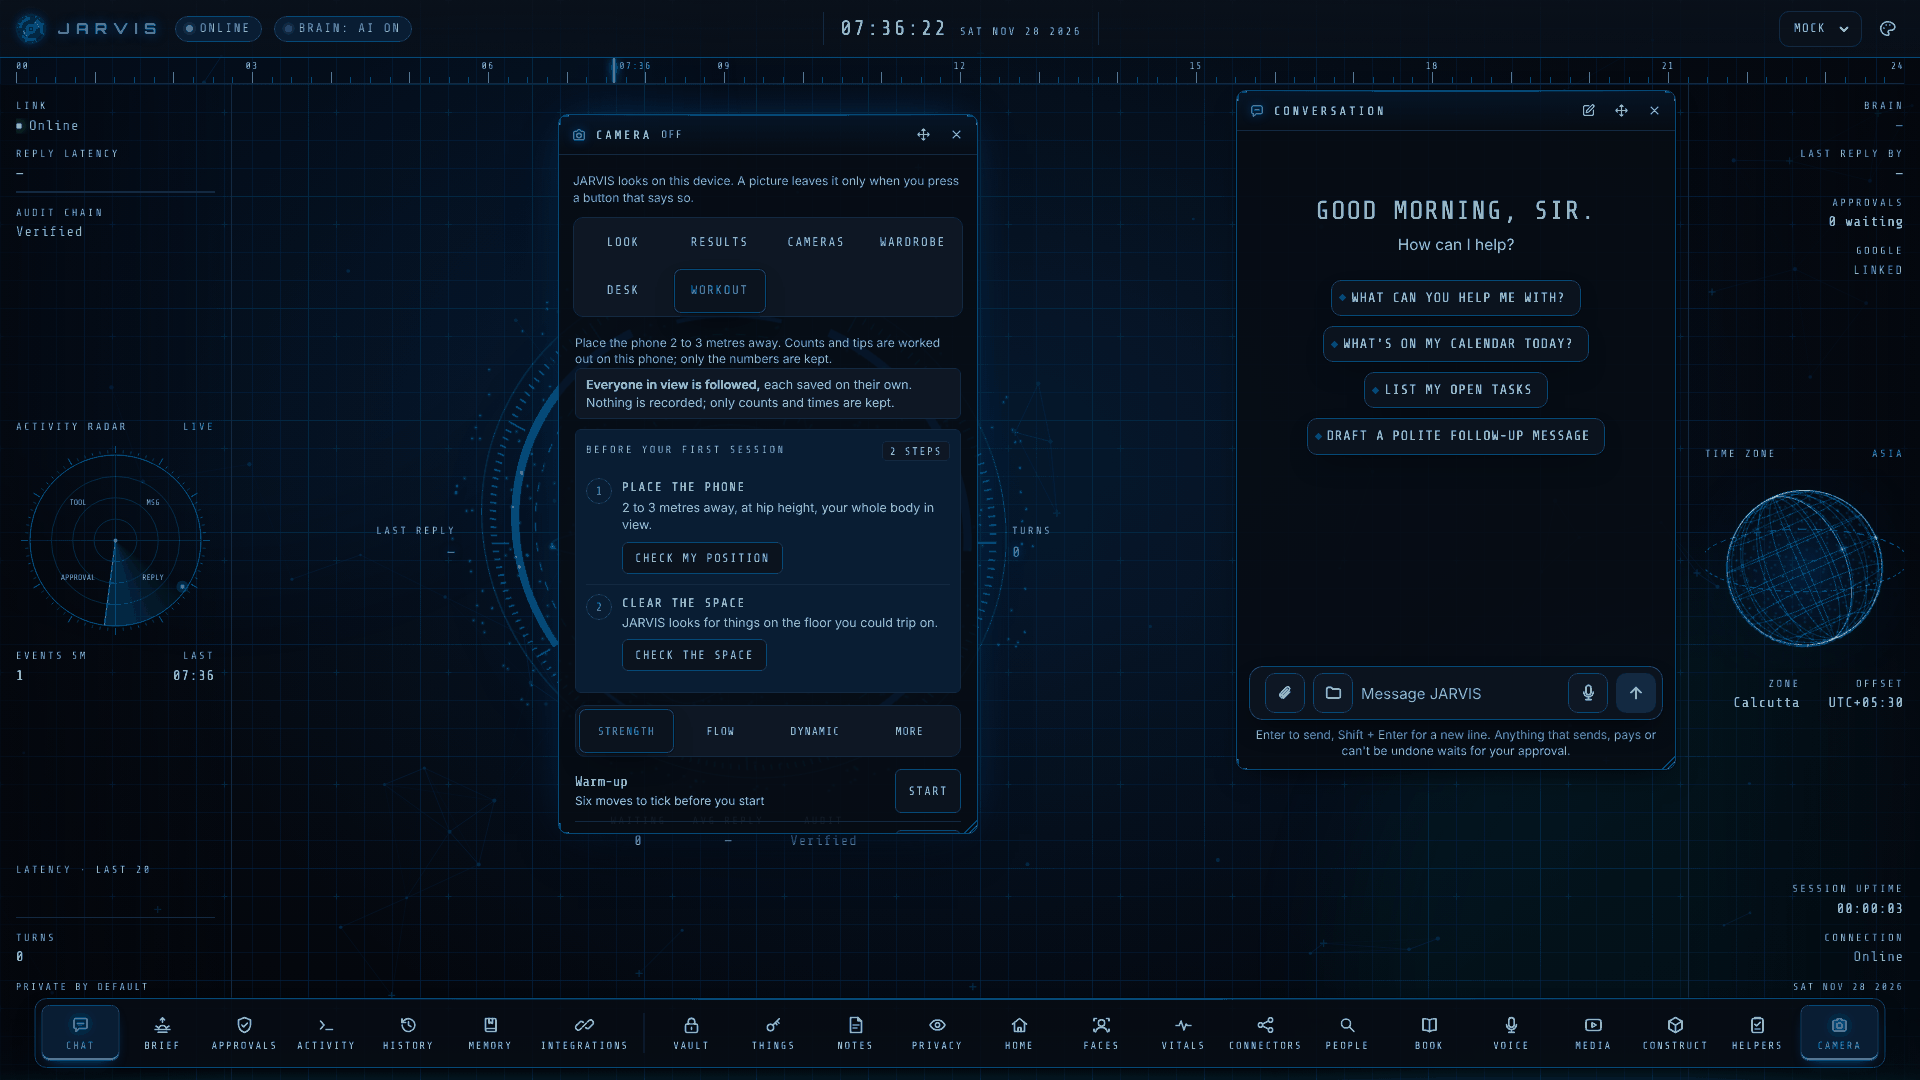 JARVIS
ONLINE
BRAIN: AI ON
07:36:22 SAT NOV 28 2026
MOCK
00 03 06 07:36 09 12 15 18 21 24
LINK
Online
REPLY LATENCY
—
AUDIT CHAIN
Verified
ACTIVITY RADAR LIVE
TOOL MSG
APPROVAL REPLY
EVENTS 5M LAST
1 07:36
LATENCY · LAST 20
TURNS
0
PRIVATE BY DEFAULT
LAST REPLY
—
CAMERA OFF
JARVIS looks on this device. A picture leaves it only when you press
a button that says so.
LOOK RESULTS CAMERAS WARDROBE
DESK WORKOUT
Place the phone 2 to 3 metres away. Counts and tips are worked
out on this phone; only the numbers are kept.
Everyone in view is followed, each saved on their own.
Nothing is recorded; only counts and times are kept.
BEFORE YOUR FIRST SESSION 2 STEPS
1 PLACE THE PHONE
2 to 3 metres away, at hip height, your whole body in
view.
CHECK MY POSITION
2 CLEAR THE SPACE
JARVIS looks for things on the floor you could trip on.
CHECK THE SPACE
STRENGTH FLOW DYNAMIC MORE
Warm-up
Six moves to tick before you start
START
WAITING AVG REPLY AUDIT
0 — Verified
TURNS
0
CONVERSATION
GOOD MORNING, SIR.
How can I help?
WHAT CAN YOU HELP ME WITH?
WHAT'S ON MY CALENDAR TODAY?
LIST MY OPEN TASKS
DRAFT A POLITE FOLLOW-UP MESSAGE
Message JARVIS
Enter to send, Shift + Enter for a new line. Anything that sends, pays or
can't be undone waits for your approval.
BRAIN
—
LAST REPLY BY
—
APPROVALS
0 waiting
GOOGLE
LINKED
TIME ZONE ASIA
ZONE OFFSET
Calcutta UTC+05:30
SESSION UPTIME
00:00:03
CONNECTION
Online
SAT NOV 28 2026
CHAT BRIEF APPROVALS ACTIVITY HISTORY MEMORY INTEGRATIONS VAULT THINGS NOTES PRIVACY HOME FACES VITALS CONNECTORS PEOPLE BOOK VOICE MEDIA CONSTRUCT HELPERS CAMERA